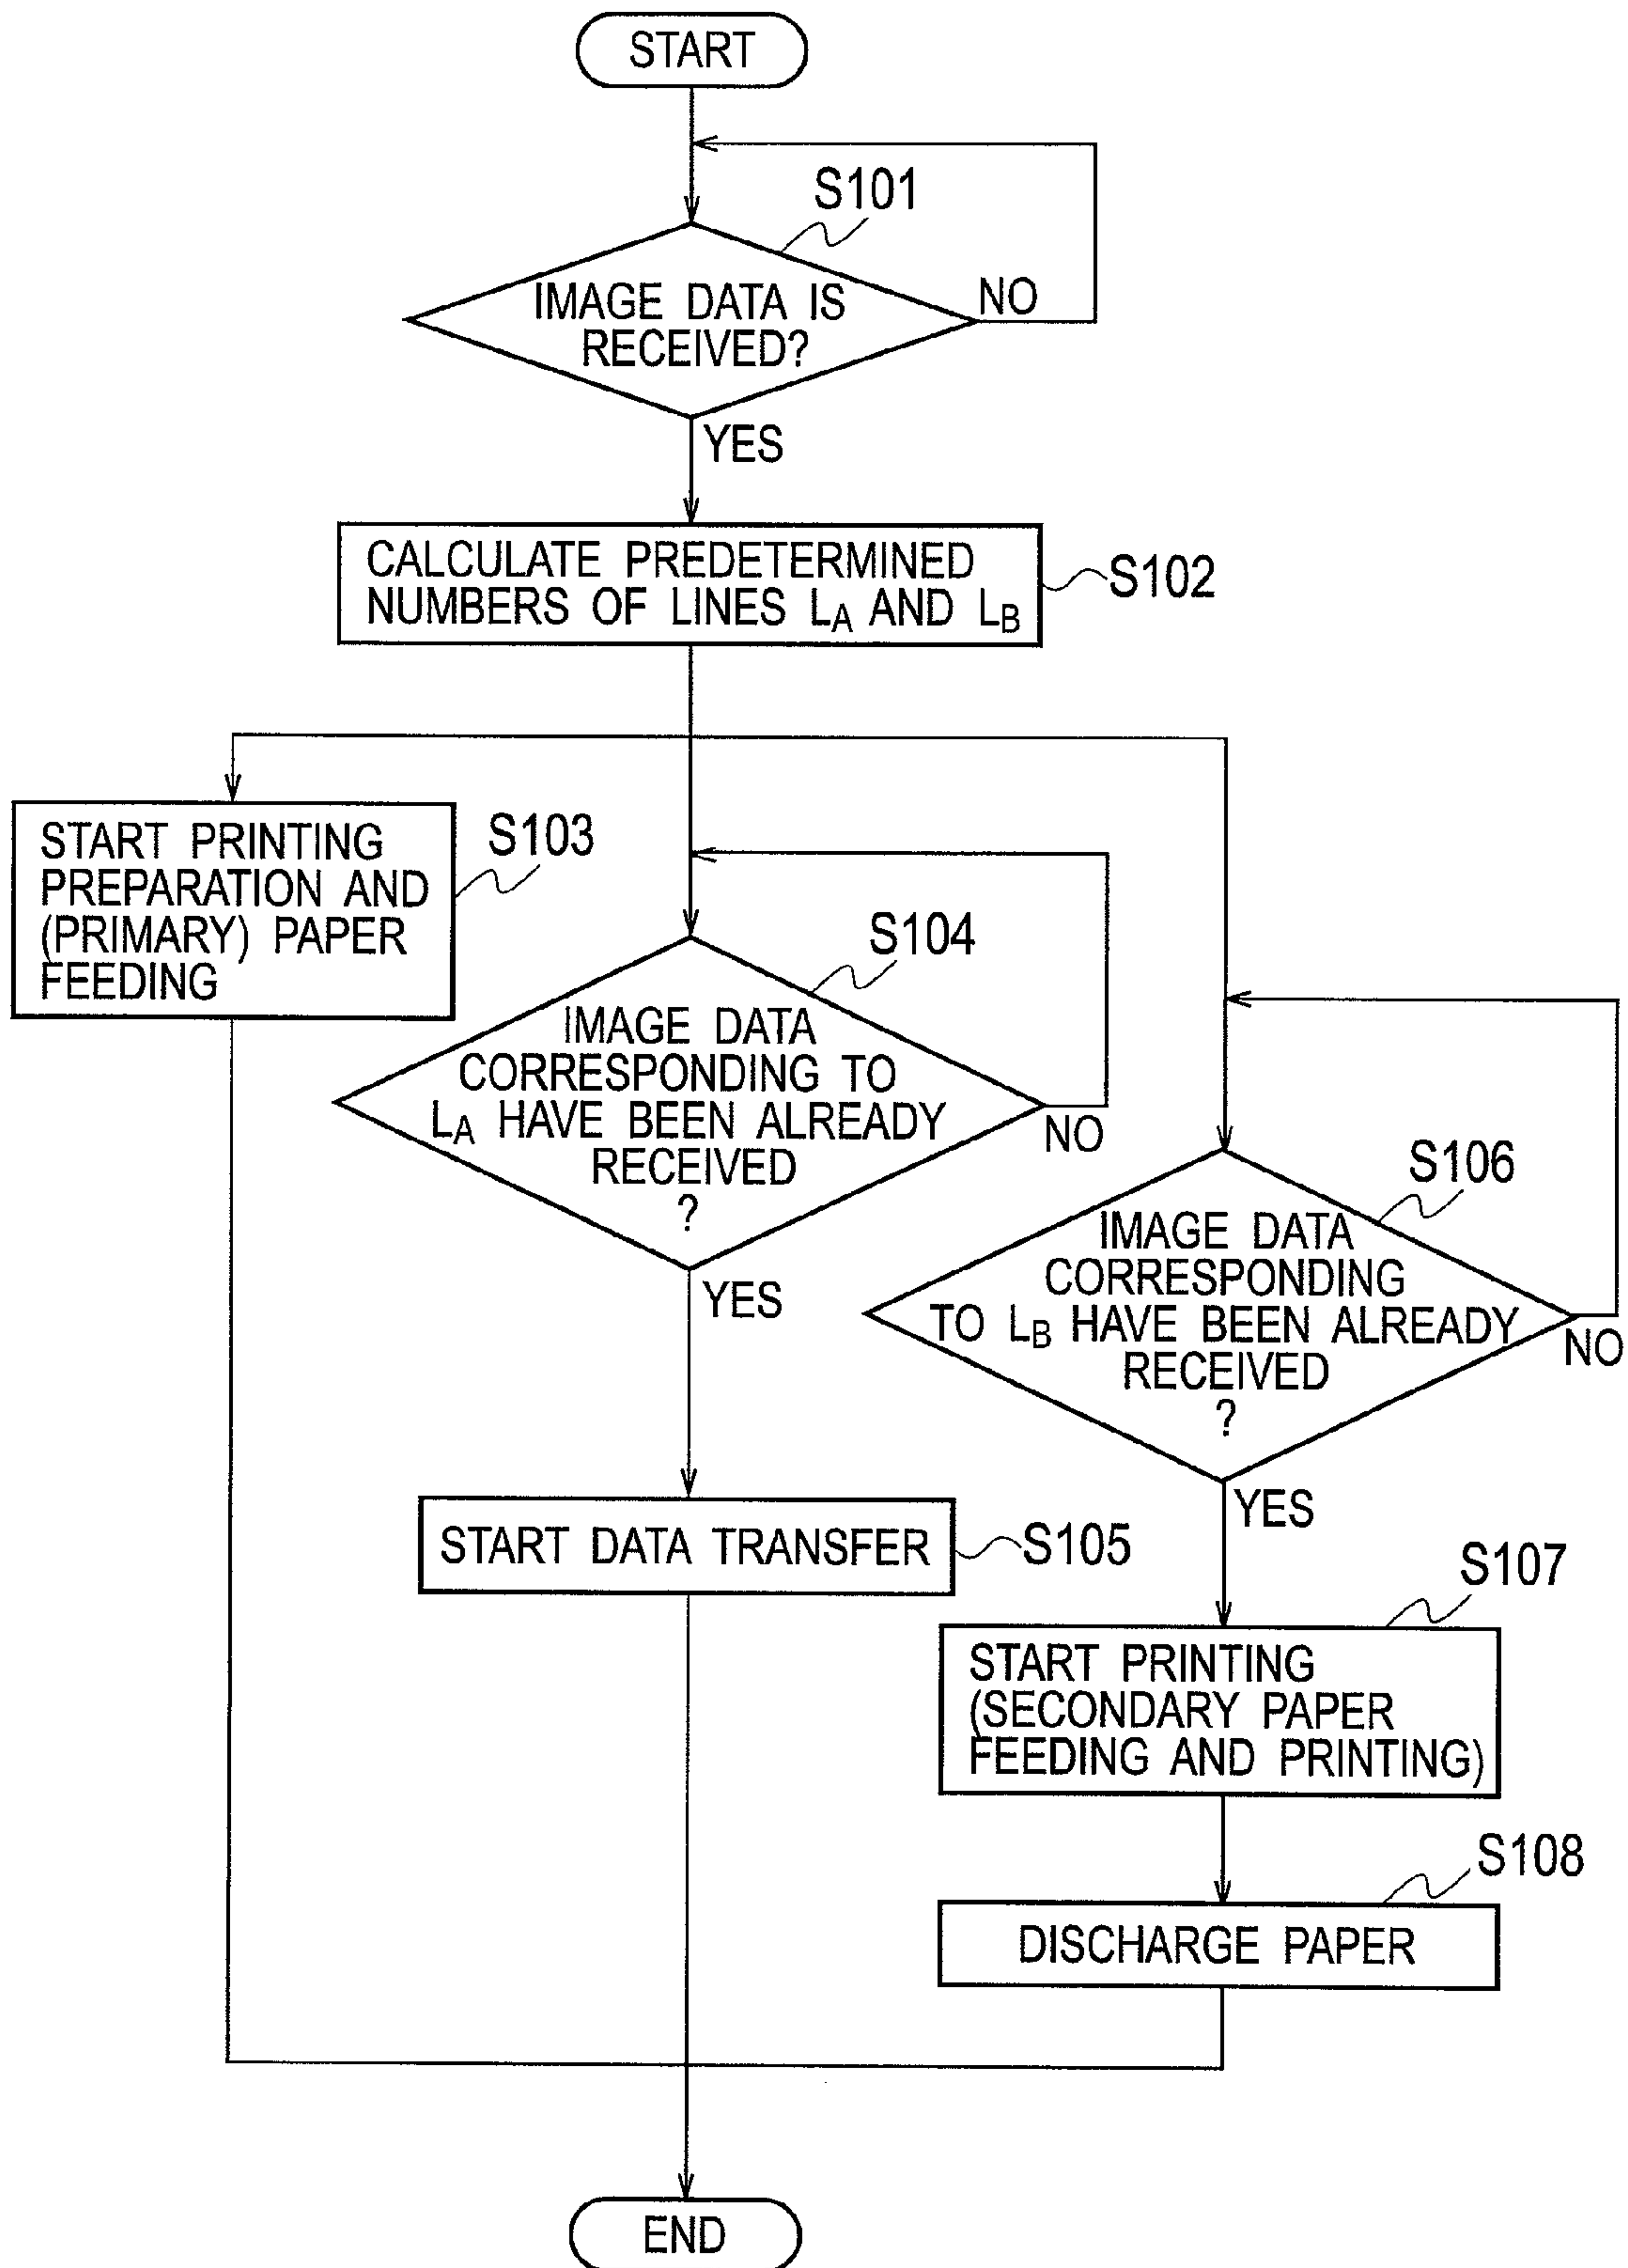 START
S101
IMAGE DATA IS
RECEIVED?
NO
YES
CALCULATE PREDETERMINED
NUMBERS OF LINES LA AND LB
S102
START PRINTING
PREPARATION AND
(PRIMARY) PAPER
FEEDING
S103
S104
IMAGE DATA
CORRESPONDING TO
LA HAVE BEEN ALREADY
RECEIVED
?
NO
YES
S106
IMAGE DATA
CORRESPONDING
TO LB HAVE BEEN ALREADY
RECEIVED
?
NO
YES
START DATA TRANSFER
S105
S107
START PRINTING
(SECONDARY PAPER
FEEDING AND PRINTING)
S108
DISCHARGE PAPER
END